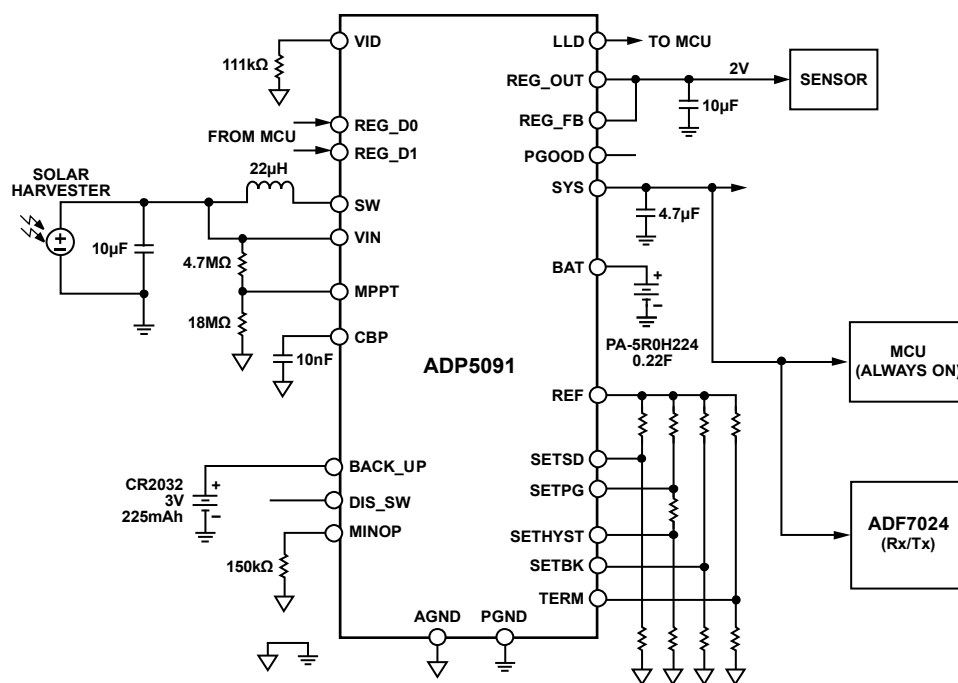 VID
111kΩ
REG_D0
FROM MCU
REG_D1
SOLAR
HARVESTER
22µH
SW
10µF
VIN
4.7MΩ
MPPT
18MΩ
CBP
10nF
BACK_UP
CR2032
3V
225mAh
DIS_SW
MINOP
150kΩ
ADP5091
AGND
PGND
LLD
TO MCU
REG_OUT
2V
SENSOR
10µF
REG_FB
PGOOD
SYS
4.7µF
BAT
+
–
PA-5R0H224
0.22F
MCU
(ALWAYS ON)
REF
SETSD
SETPG
SETHYST
SETBK
TERM
ADF7024
(Rx/Tx)